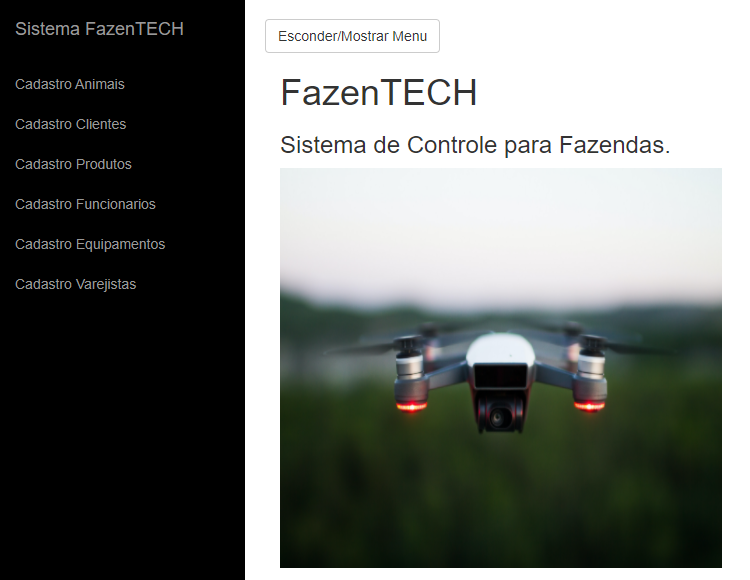 Sistema FazenTECH
Cadastro Animais
Cadastro Clientes
Cadastro Produtos
Cadastro Funcionarios
Cadastro Equipamentos
Cadastro Varejistas
Esconder/Mostrar Menu
FazenTECH
Sistema de Controle para Fazendas.